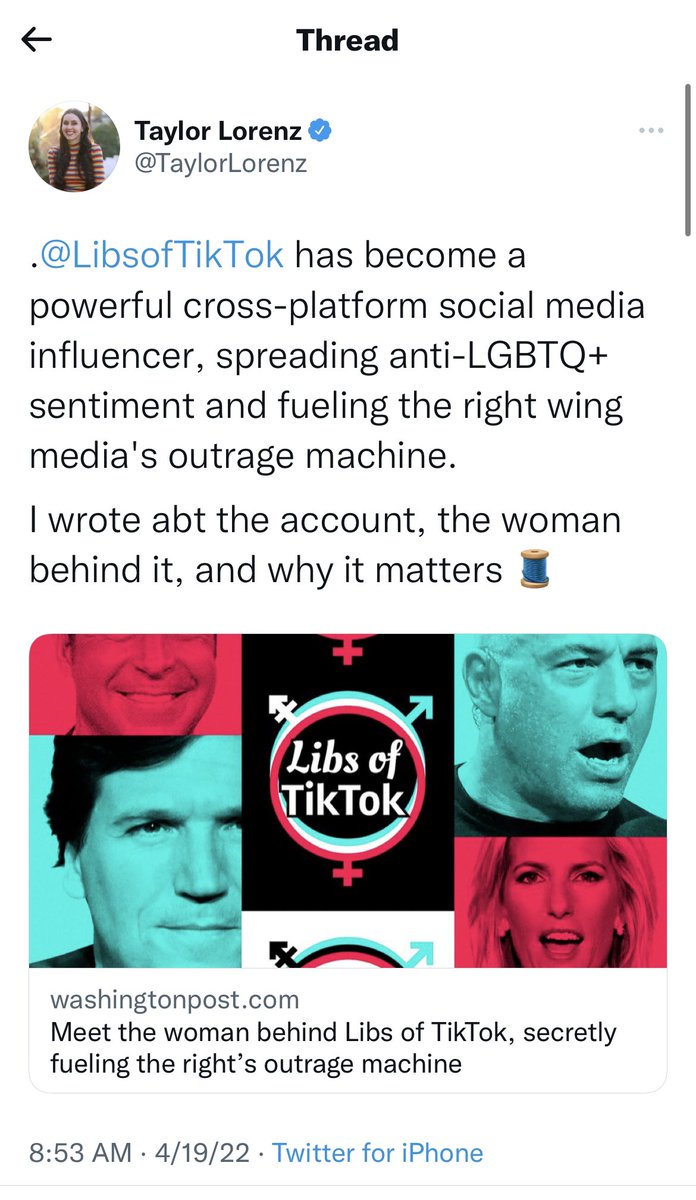 Thread
Taylor Lorenz
@TaylorLorenz
.@LibsofTikTok has become a
powerful cross-platform social media
influencer, spreading anti-LGBTQ+
sentiment and fueling the right wing
media's outrage machine.
I wrote abt the account, the woman
behind it, and why it matters 🧵
Libs of
TikTok
washingtonpost.com
Meet the woman behind Libs of TikTok, secretly
fueling the right’s outrage machine
8:53 AM · 4/19/22 · Twitter for iPhone